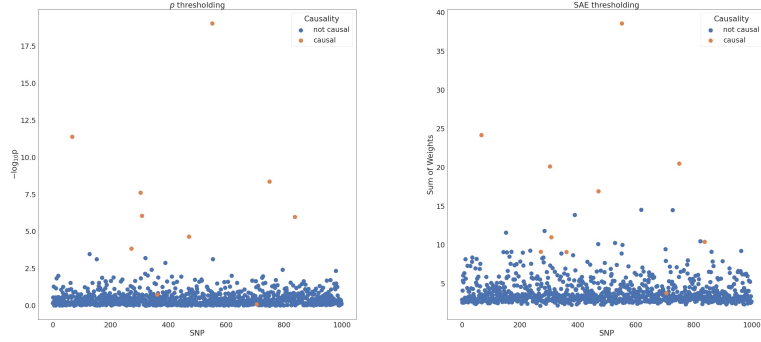 p thresholding
Causality
not causal
causal
17.5
15.0
12.5
10.0
7.5
5.0
2.5
0.0
−log₁₀p
0 200 400 600 800 1000
SNP
SAE thresholding
Causality
not causal
causal
40
35
30
25
20
15
10
5
Sum of Weights
0 200 400 600 800 1000
SNP